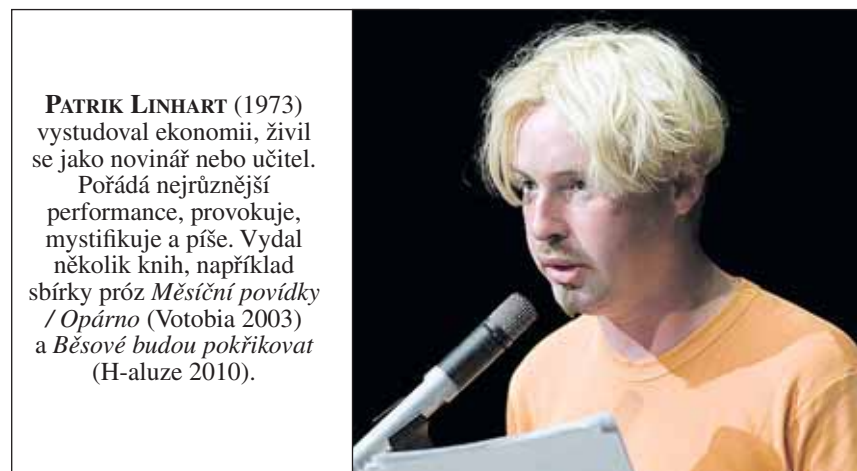 PATRIK LINHART (1973)
vystudoval ekonomii, živil
se jako novinář nebo učitel.
Pořádá nejrůznější
performance, provokuje,
mystifikuje a píše. Vydal
několik knih, například
sbírky próz Měsíční povídky
/ Opárno (Votobia 2003)
a Běsové budou pokřikovat
(H-aluze 2010).